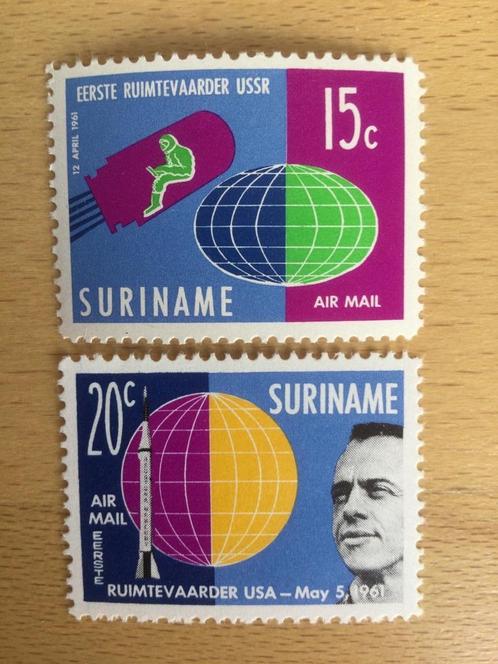 EERSTE RUIMTEVAARDER USSR
15c
12 APRIL 1961
SURINAME
AIR MAIL
20c
SURINAME
AIR
MAIL
EERSTE
RUIMTEVAARDER USA – May 5, 1961